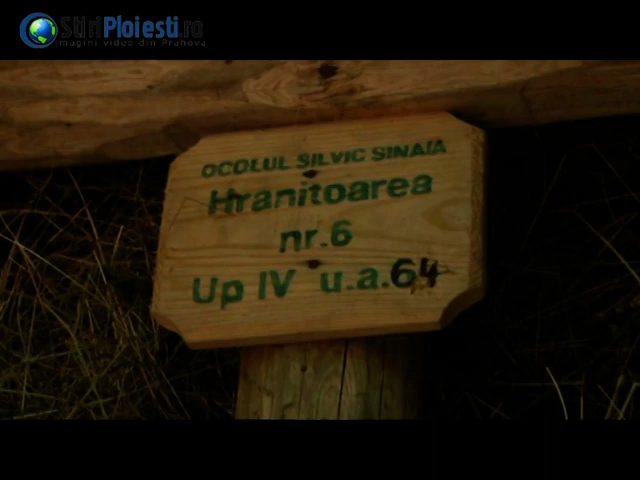 StiriPloiesti.ro
imagini video din Prahova
OCOLUL SILVIC SINAIA
Hranitoarea
nr.6
Up IV u.a.64